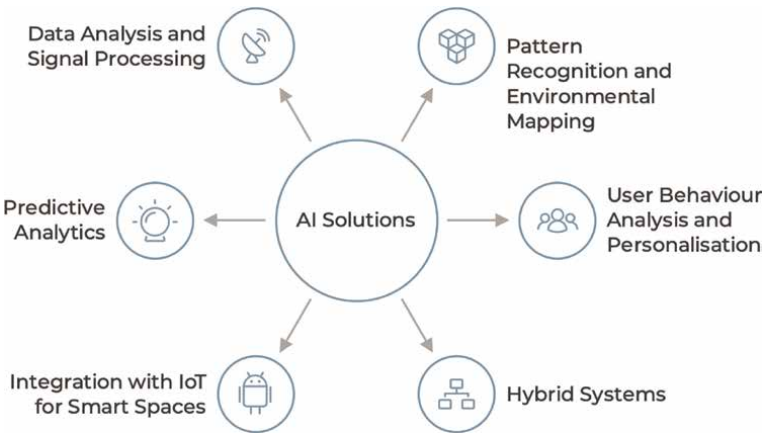 Data Analysis and
Signal Processing
Pattern
Recognition and
Environmental
Mapping
Predictive
Analytics
AI Solutions
User Behaviour
Analysis and
Personalisation
Integration with IoT
for Smart Spaces
Hybrid Systems